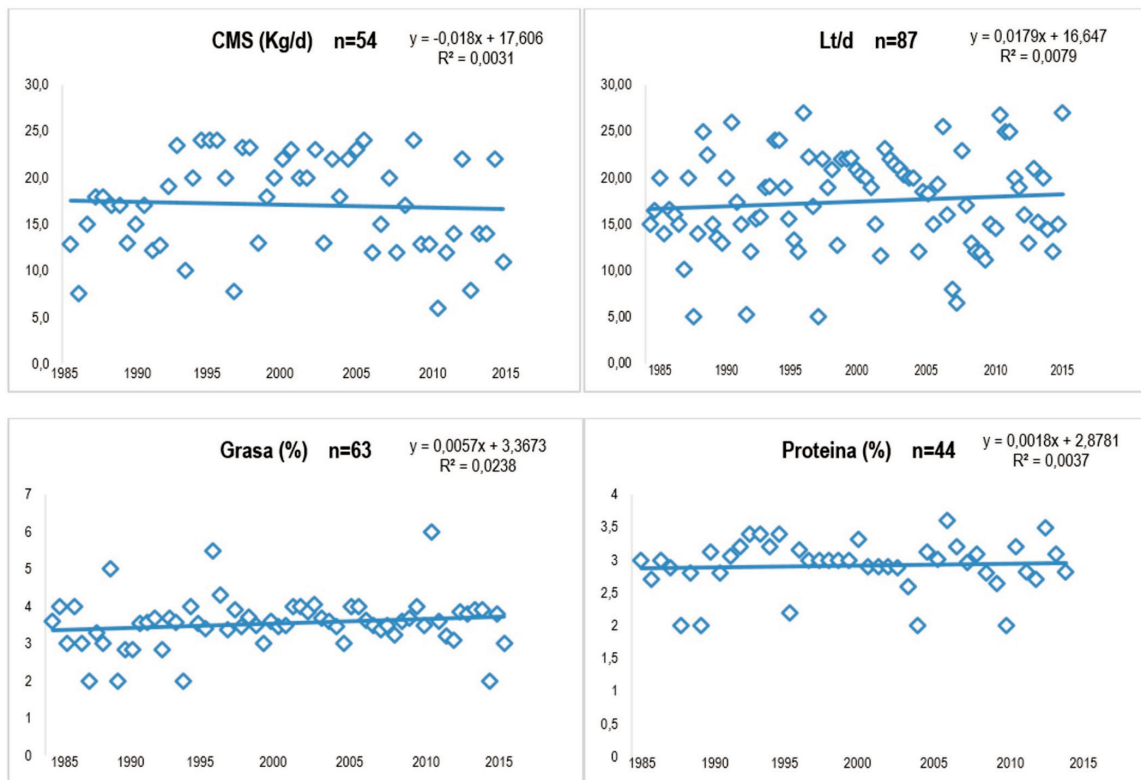 CMS (Kg/d) n=54
y = -0,018x + 17,606
R² = 0,0031
30,0
25,0
20,0
15,0
10,0
5,0
0,0
1985 1990 1995 2000 2005 2010 2015
Lt/d n=87
y = 0,0179x + 16,647
R² = 0,0079
30,00
25,00
20,00
15,00
10,00
5,00
0,00
1985 1990 1995 2000 2005 2010 2015
Grasa (%) n=63
y = 0,0057x + 3,3673
R² = 0,0238
7
6
5
4
3
2
1
0
1985 1990 1995 2000 2005 2010 2015
Proteina (%) n=44
y = 0,0018x + 2,8781
R² = 0,0037
4
3,5
3
2,5
2
1,5
1
0,5
0
1985 1990 1995 2000 2005 2010 2015